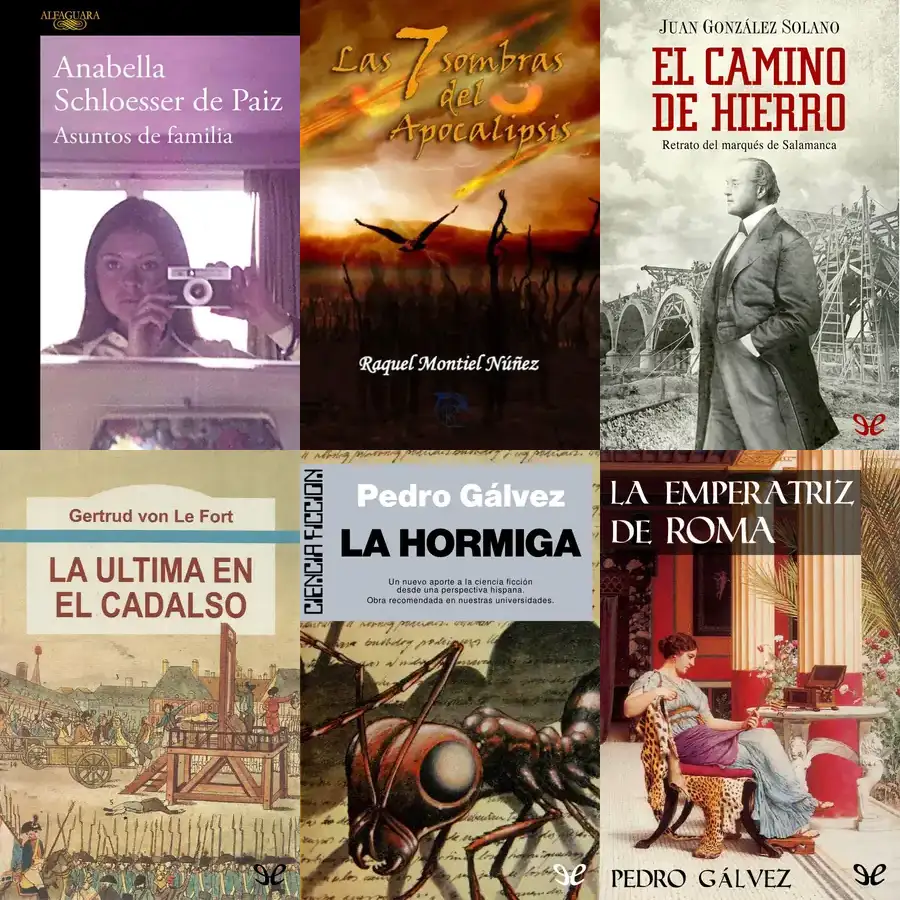 ALFAGUARA
Anabella
Schloesser de Paiz
Asuntos de familia
Las 7 sombras
del
Apocalipsis
Raquel Montiel Núñez
JUAN GONZÁLEZ SOLANO
EL CAMINO
DE HIERRO
Retrato del marqués de Salamanca
Gertrud von Le Fort
LA ULTIMA EN
EL CADALSO
CIENCIA FICCION
Pedro Gálvez
LA HORMIGA
Un nuevo aporte a la ciencia ficción
desde una perspectiva hispana.
Obra recomendada en nuestras universidades.
LA EMPERATRIZ
DE ROMA
PEDRO GÁLVEZ